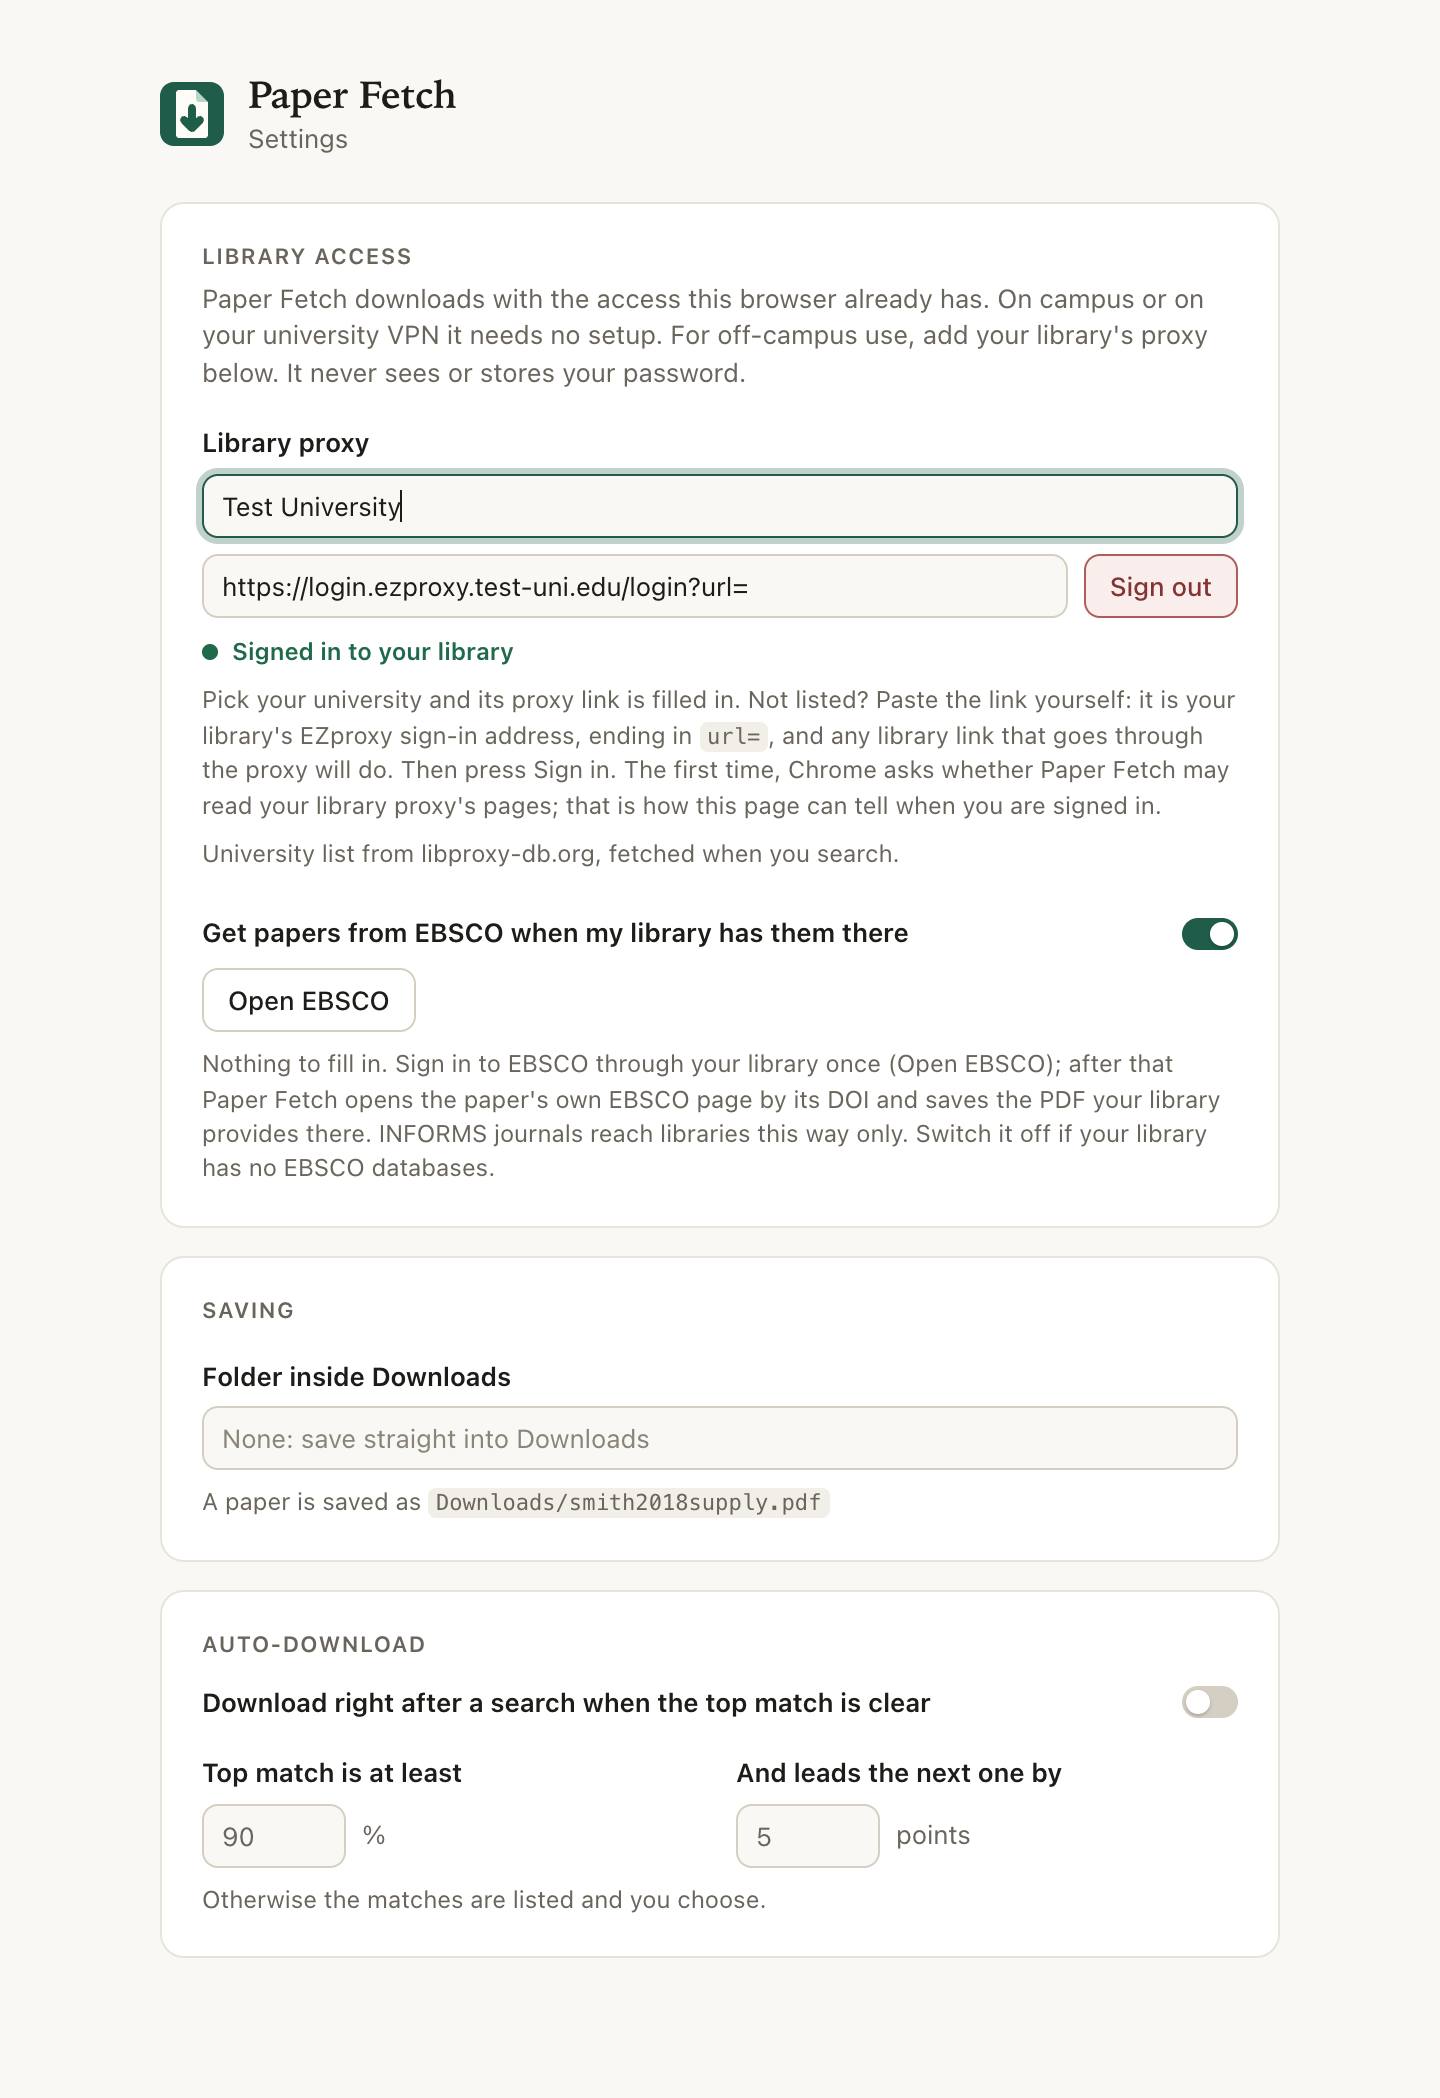 Paper Fetch
Settings
LIBRARY ACCESS
Paper Fetch downloads with the access this browser already has. On campus or on
your university VPN it needs no setup. For off-campus use, add your library's proxy
below. It never sees or stores your password.
Library proxy
Test University
https://login.ezproxy.test-uni.edu/login?url=
Sign out
Signed in to your library
Pick your university and its proxy link is filled in. Not listed? Paste the link yourself: it is your
library's EZproxy sign-in address, ending in url=, and any library link that goes through
the proxy will do. Then press Sign in. The first time, Chrome asks whether Paper Fetch may
read your library proxy's pages; that is how this page can tell when you are signed in.
University list from libproxy-db.org, fetched when you search.
Get papers from EBSCO when my library has them there
Open EBSCO
Nothing to fill in. Sign in to EBSCO through your library once (Open EBSCO); after that
Paper Fetch opens the paper's own EBSCO page by its DOI and saves the PDF your library
provides there. INFORMS journals reach libraries this way only. Switch it off if your library
has no EBSCO databases.
SAVING
Folder inside Downloads
None: save straight into Downloads
A paper is saved as Downloads/smith2018supply.pdf
AUTO-DOWNLOAD
Download right after a search when the top match is clear
Top match is at least
90 %
And leads the next one by
5 points
Otherwise the matches are listed and you choose.